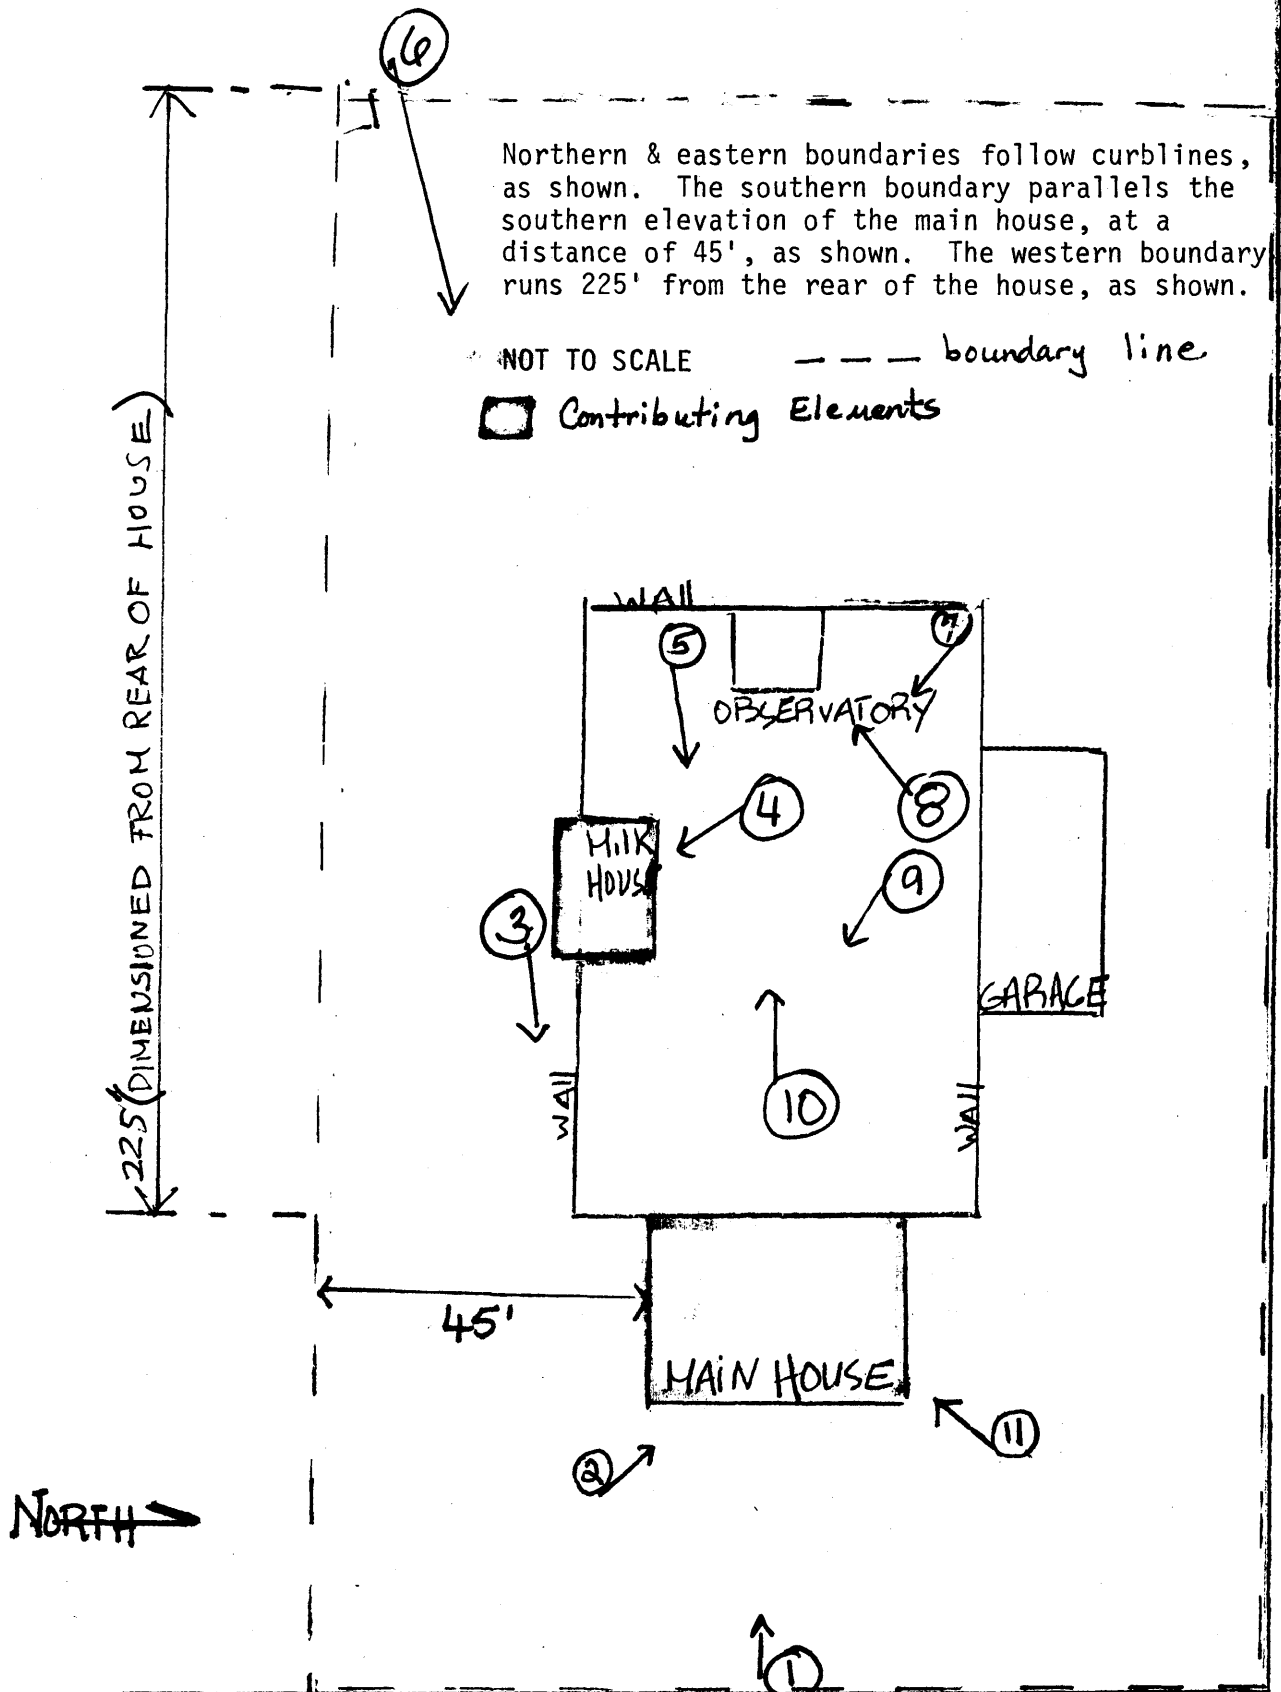 6
Northern & eastern boundaries follow curblines,
as shown. The southern boundary parallels the
southern elevation of the main house, at a
distance of 45', as shown. The western boundary
runs 225' from the rear of the house, as shown.
NOT TO SCALE
--- boundary line
Contributing Elements
225' (DIMENSIONED FROM REAR OF HOUSE)
WAll
5
7
OBSERVATORY
4
8
MilK
HOUSE
9
3
GARAGE
10
WAll
WAll
45'
MAiN HOUSE
11
2
NORTH
1